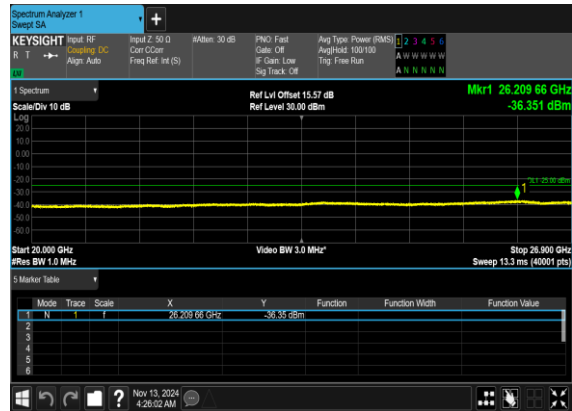 Spectrum Analyzer 1
Swept SA
KEYSIGHT
R T
Input: RF
Coupling: DC
Align: Auto
Input Z: 50 Ω
Corr CCorr
Freq Ref: Int (S)
#Atten: 30 dB
PNO: Fast
Gate: Off
IF Gain: Low
Sig Track: Off
Avg Type: Power (RMS)
Avg|Hold: 100/100
Trig: Free Run
1 2 3 4 5 6
A W W W W W
A N N N N N
1 Spectrum
Scale/Div 10 dB
Ref Lvl Offset 15.57 dB
Ref Level 30.00 dBm
Mkr1 26.209 66 GHz
-36.351 dBm
Log
20.0
10.0
0.00
-10.0
-20.0
-30.0
-40.0
-50.0
-60.0
DL1 -25.00 dBm
1
Start 20.000 GHz
#Res BW 1.0 MHz
Video BW 3.0 MHz*
Stop 26.900 GHz
Sweep 13.3 ms (40001 pts)
5 Marker Table
Mode Trace Scale X Y Function Function Width Function Value
1 N 1 f 26.209 66 GHz -36.35 dBm
2
3
4
5
6
?
Nov 13, 2024
4:26:02 AM